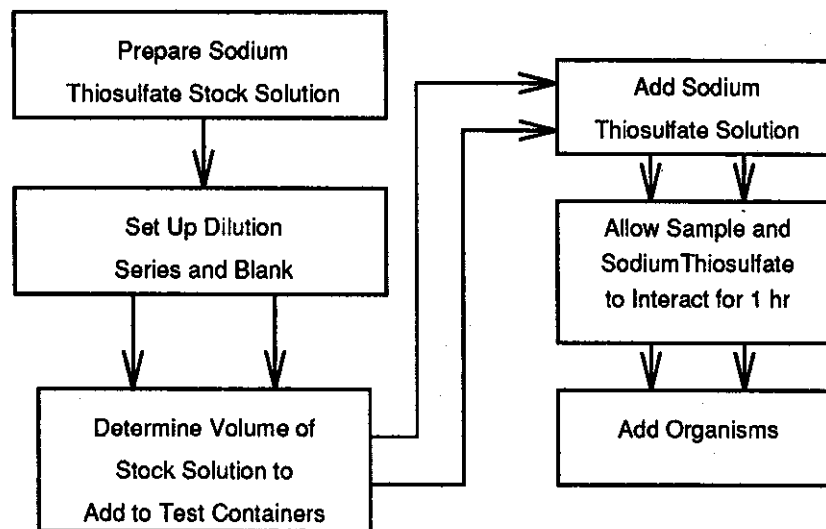 Prepare Sodium
Thiosulfate Stock Solution
Set Up Dilution
Series and Blank
Determine Volume of
Stock Solution to
Add to Test Containers
Add Sodium
Thiosulfate Solution
Allow Sample and
SodiumThiosulfate
to Interact for 1 hr
Add Organisms